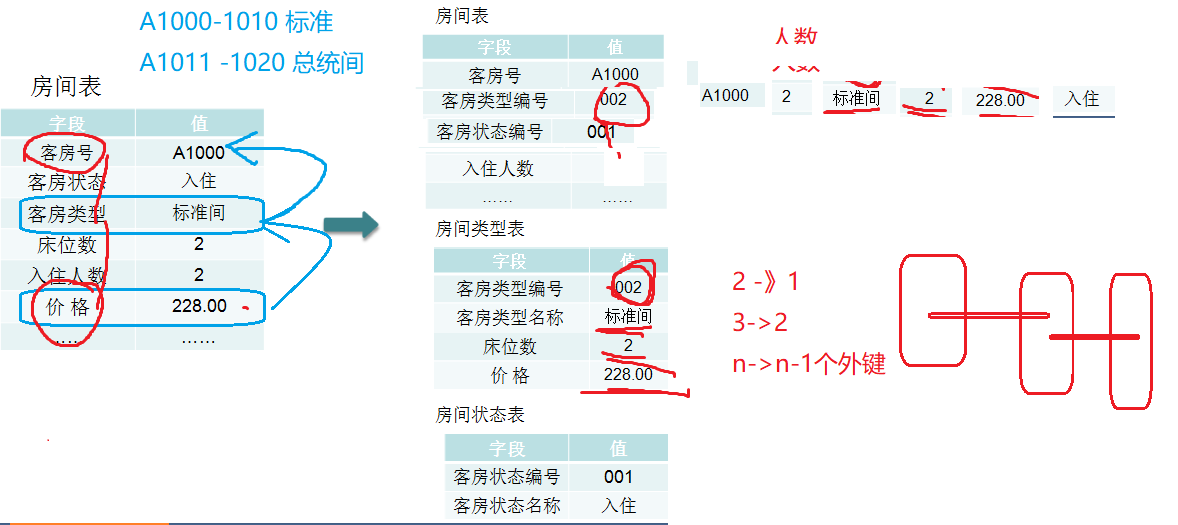 A1000-1010 标准
A1011 -1020 总统间
房间表
字段 值
客房号 A1000
客房状态 入住
客房类型 标准间
床位数 2
入住人数 2
价 格 228.00
...... ......
房间表
字段 值
客房号 A1000
客房类型编号 002
客房状态编号 001
入住人数
...... ......
房间类型表
字段 值
客房类型编号 002
客房类型名称 标准间
床位数 2
价 格 228.00
房间状态表
字段 值
客房状态编号 001
客房状态名称 入住
人数
A1000 2 标准间 2 228.00 入住
2 -》1
3->2
n->n-1个外键